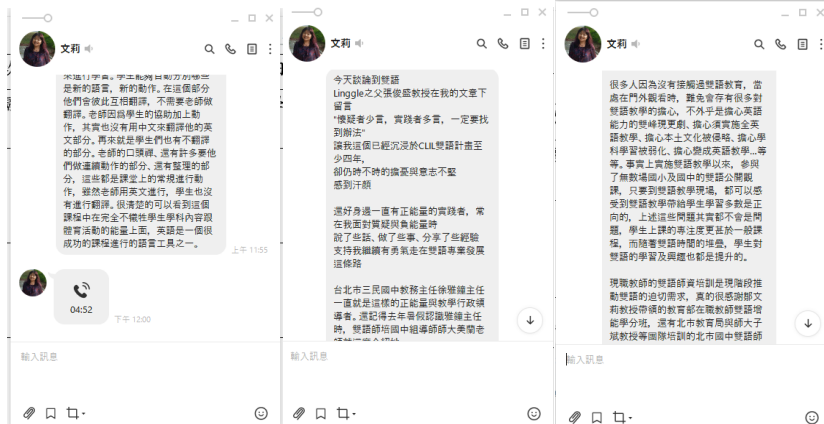 文莉
來進行學習。學生能夠自動分別哪些
是新的語言，新的動作。在這個部分
他們會彼此互相翻譯，不需要老師做
翻譯。老師因爲學生的協助加上動
作，其實也沒有用中文來翻譯他的英
文部分。再來就是學生們也有不翻譯
的部分。老師的口頭禪、還有許多要他
們做連續動作的部分、還有整理的部
分，這些都是課堂上的常規進行動
作，雖然老師用英文進行，學生也沒
有進行翻譯。很清楚的可以看到這個
課程中在完全不犧牲學生學科內容跟
體育活動的能量上面，英語是一個很
成功的課程進行的語言工具之一。
上午 11:55
04:52
下午 12:00
輸入訊息
文莉
今天談論到雙語
Linggle之父張俊盛教授在我的文章下
留言
"懷疑者少言，實踐者多言，一定要找
到辦法"
讓我這個已經沉浸於CLIL雙語計畫至
少四年，
卻仍時不時的擔憂與意志不堅
感到汗顏
還好身邊一直有正能量的實踐者，常
在我面對質疑與負能量時
說了些話、做了些事、分享了些經驗
支持我繼續有勇氣走在雙語專業發展
這條路
台北市三民國中教務主任徐雅鐘主任
一直就是這樣的正能量與教學行政領
導者。還記得去年暑假認識雅鐘主任
時，雙語師培國中組導師師大美蘭老
輸入訊息
文莉
很多人因為沒有接觸過雙語教育，當
處在門外觀看時，難免會存有很多對
雙語教學的擔心，不外乎是擔心英語
能力的雙峰現更劇、擔心須實施全英
語教學、擔心本土文化被侵略、擔心學
科學習被弱化、擔心變成英語教學...等
等。事實上實施雙語教學以來，參與
了無數場國小及國中的雙語公開觀
課，只要到雙語教學現場，都可以感
受到雙語教學帶給學生學習多數是正
向的，上述這些問題其實都不會是問
題，學生上課的專注度更甚於一般課
程，而隨著雙語時間的堆疊，學生對
雙語的學習及興趣也都是提升的。
現職教師的雙語師資培訓是現階段推
動雙語的迫切需求，真的很感謝鄒文
莉教授帶領的教育部在職教師雙語增
能學分班，還有北市教育局與師大子
斌教授等團隊培訓的北市國中雙語師
輸入訊息